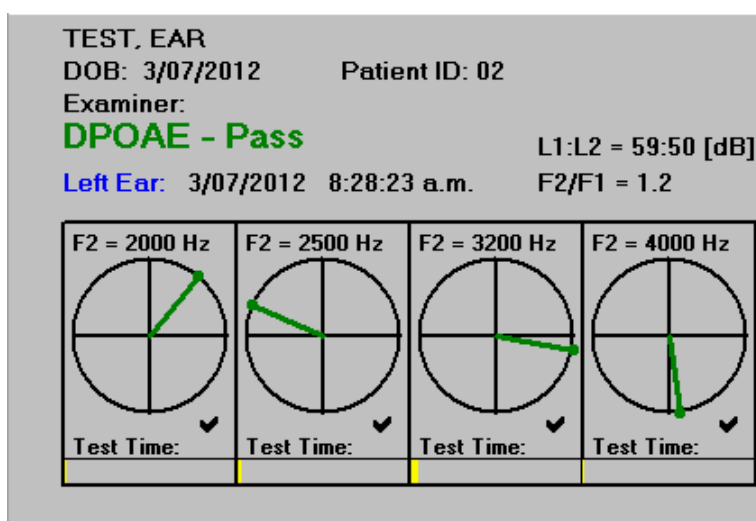 TEST, EAR
DOB: 3/07/2012 Patient ID: 02
Examiner:
DPOAE - Pass
L1:L2 = 59:50 [dB]
Left Ear: 3/07/2012 8:28:23 a.m. F2/F1 = 1.2
F2 = 2000 Hz F2 = 2500 Hz F2 = 3200 Hz F2 = 4000 Hz
Test Time: Test Time: Test Time: Test Time: